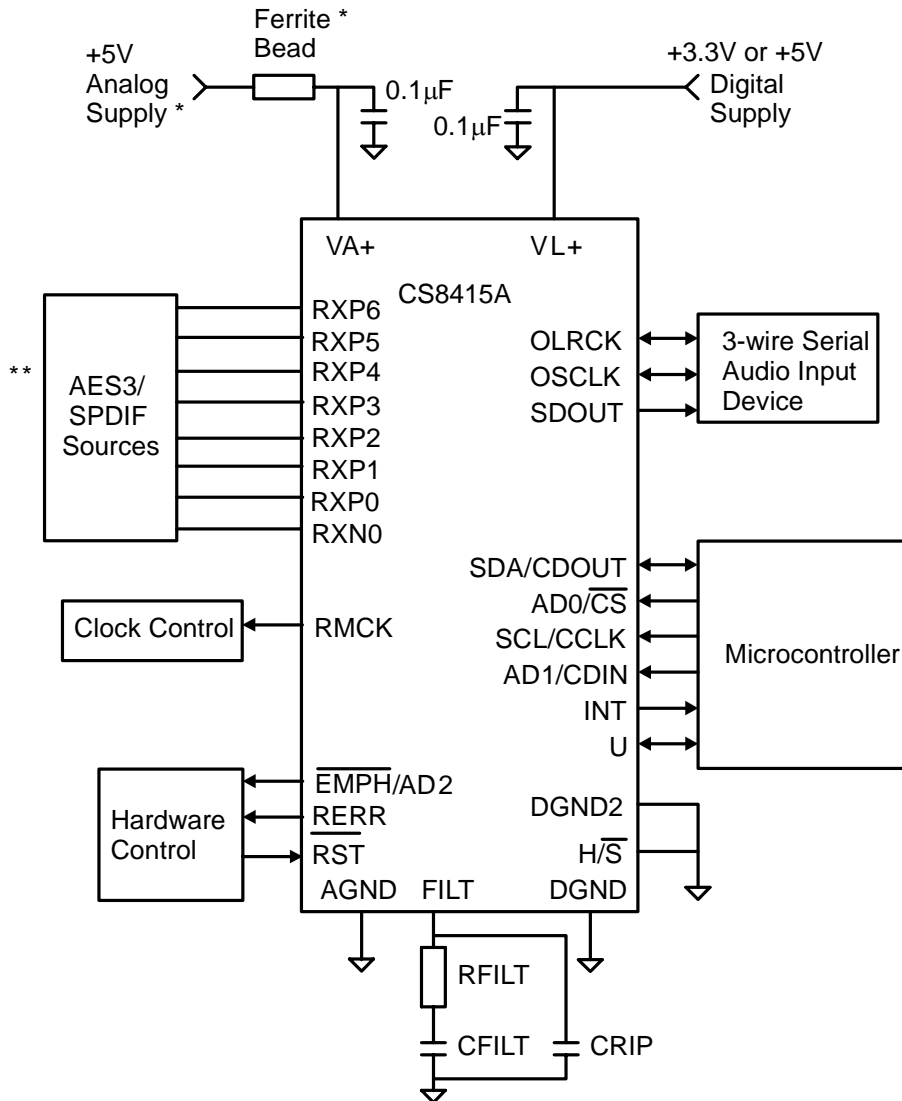 Ferrite *
Bead
+5V
Analog
Supply *
0.1μF
0.1μF
+3.3V or +5V
Digital
Supply
VA+
VL+
CS8415A
**
AES3/
SPDIF
Sources
RXP6
RXP5
RXP4
RXP3
RXP2
RXP1
RXP0
RXN0
OLRCK
OSCLK
SDOUT
3-wire Serial
Audio Input
Device
Clock Control
RMCK
SDA/CDOUT
AD0/C̅S̅
SCL/CCLK
AD1/CDIN
INT
U
Microcontroller
Hardware
Control
E̅M̅P̅H̅/AD2
RERR
R̅S̅T̅
DGND2
H/S̅
AGND
FILT
DGND
RFILT
CFILT
CRIP